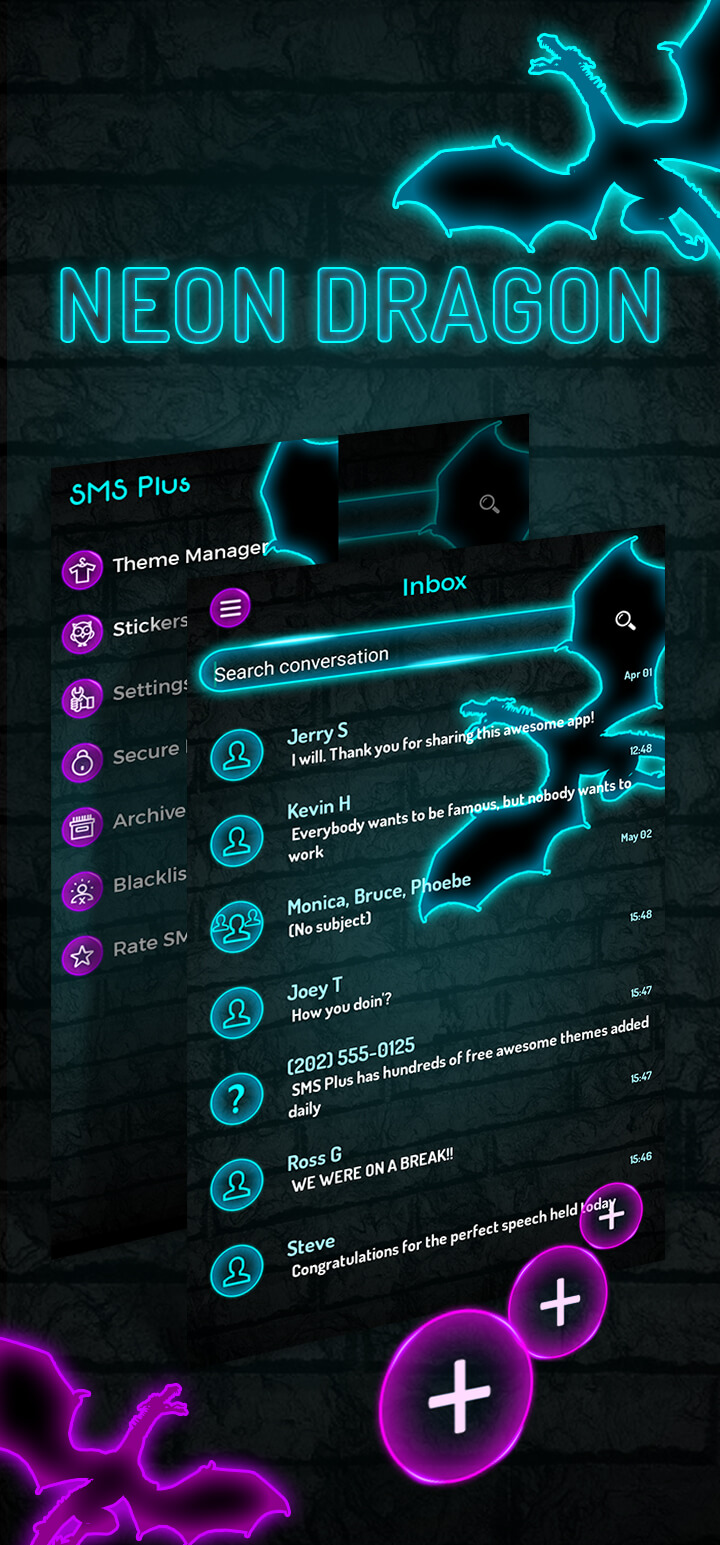 NEON DRAGON
SMS Plus
Theme Manager
Stickers
Settings
Secure
Archive
Blacklis
Rate SM
Inbox
Search conversation
Apr 01
Jerry S
I will. Thank you for sharing this awesome app!
12:48
Kevin H
Everybody wants to be famous, but nobody wants to
work
May 02
Monica, Bruce, Phoebe
(No subject)
15:48
Joey T
How you doin'?
15:47
(202) 555-0125
SMS Plus has hundreds of free awesome themes added
daily
15:47
Ross G
WE WERE ON A BREAK!!
15:46
Steve
Congratulations for the perfect speech held today